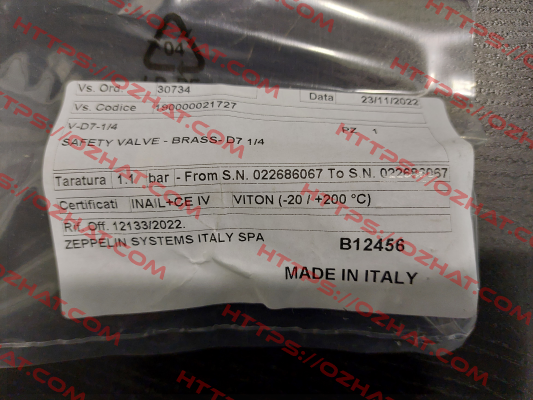 04
Vs. Ord. 30734 Data 23/11/2022
Vs. Codice 190000021727
V-D7-1/4 PZ 1
SAFETY VALVE - BRASS- D7 1/4
Taratura 1.1 bar - From S.N. 022686067 To S.N. 022686067
Certificati INAIL+CE IV VITON (-20 / +200 °C)
Rif. Off. 12133/2022.
ZEPPELIN SYSTEMS ITALY SPA B12456
MADE IN ITALY
HTTPS://OZHAT.COM